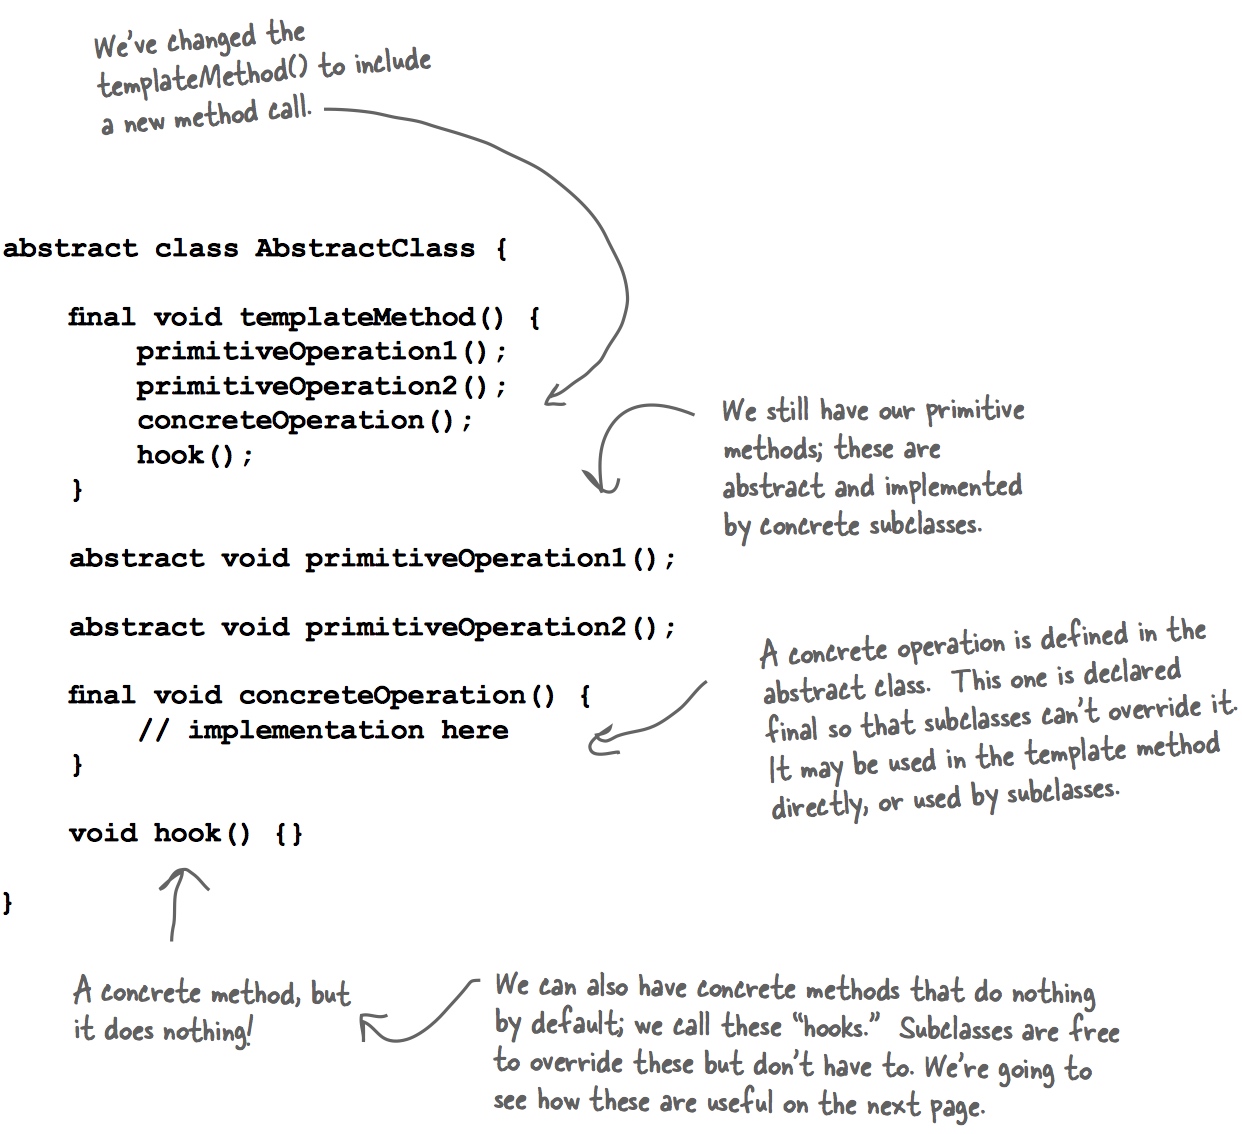 We've changed the
templateMethod() to include
a new method call.
abstract class AbstractClass {
final void templateMethod() {
primitiveOperation1();
primitiveOperation2();
concreteOperation();
hook();
}
We still have our primitive
methods; these are
abstract and implemented
by concrete subclasses.
abstract void primitiveOperation1();
abstract void primitiveOperation2();
final void concreteOperation() {
// implementation here
}
A concrete operation is defined in the
abstract class.  This one is declared
final so that subclasses can't override it.
It may be used in the template method
directly, or used by subclasses.
void hook() {}
}
A concrete method, but
it does nothing!
We can also have concrete methods that do nothing
by default; we call these “hooks.”  Subclasses are free
to override these but don't have to. We're going to
see how these are useful on the next page.